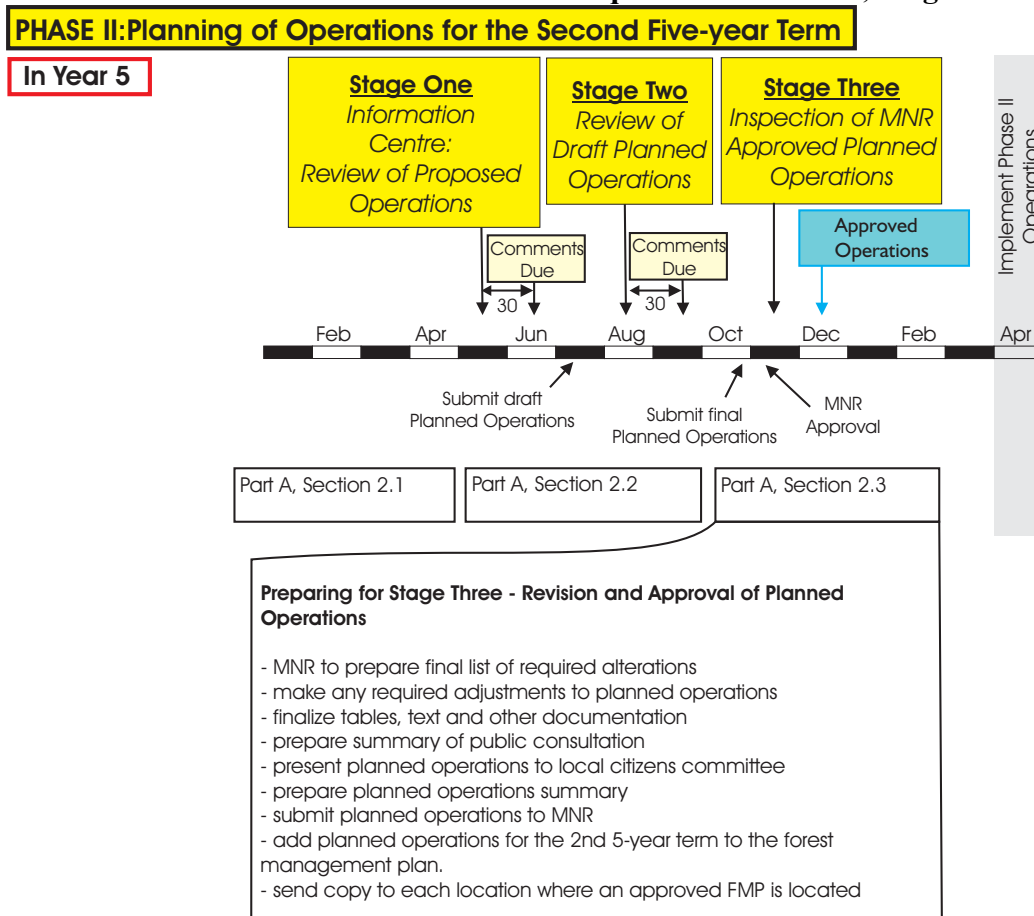 PHASE II:Planning of Operations for the Second Five-year Term
In Year 5
Stage One
Information
Centre:
Review of Proposed
Operations
Stage Two
Review of
Draft Planned
Operations
Stage Three
Inspection of MNR
Approved Planned
Operations
Implement Phase II
Opearations
Approved
Operations
Comments
Due
30
Comments
Due
30
Feb
Apr
Jun
Aug
Oct
Dec
Feb
Apr
Submit draft
Planned Operations
Submit final
Planned Operations
MNR
Approval
Part A, Section 2.1
Part A, Section 2.2
Part A, Section 2.3
Preparing for Stage Three - Revision and Approval of Planned
Operations
- MNR to prepare final list of required alterations
- make any required adjustments to planned operations
- finalize tables, text and other documentation
- prepare summary of public consultation
- present planned operations to local citizens committee
- prepare planned operations summary
- submit planned operations to MNR
- add planned operations for the 2nd 5-year term to the forest
management plan.
- send copy to each location where an approved FMP is located